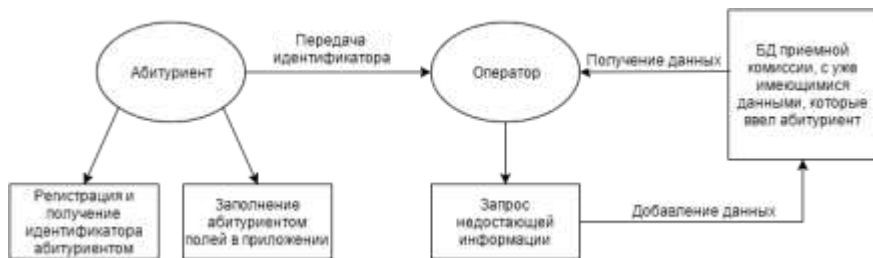 Абитуриент
Передача
идентификатора
Оператор
Получение данных
БД приемной
комиссии, с уже
имеющимися
данными, которые
ввел абитуриент
Регистрация и
получение
идентификатора
абитуриентом
Заполнение
абитуриентом
полей в приложении
Запрос
недостающей
информации
Добавление данных